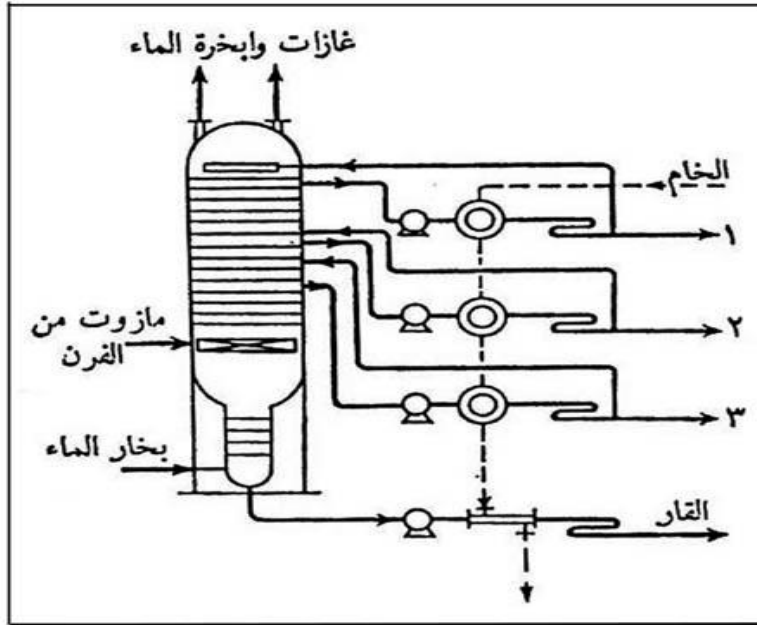 غازات وابخرة الماء
الخام
١
٢
مازوت من
الفرن
٣
بخار الماء
القار